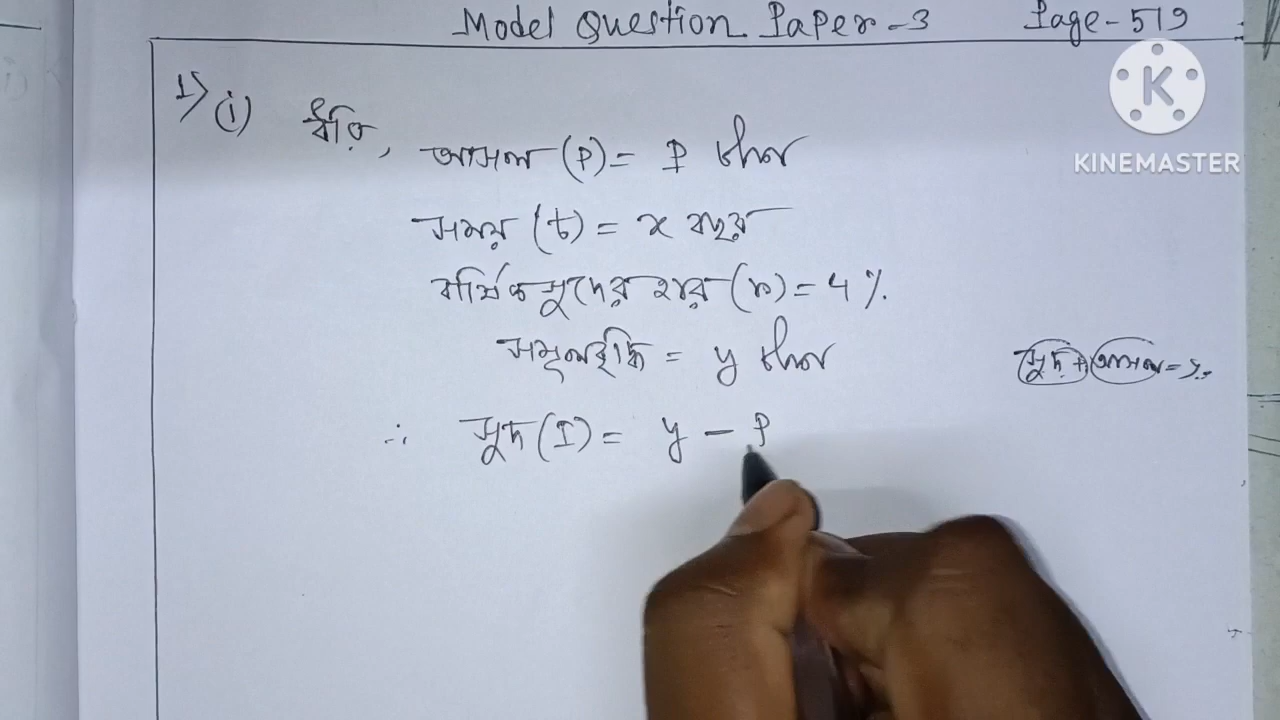 Model Question Paper-3 Page-519
KINEMASTER
1) (i) ধরি, আসল (P) = P টাকা
সময় (t) = x বছর
বার্ষিক সুদের হার (r) = 4%.
সমূলবৃদ্ধি = y টাকা
সুদ + আসল =
∴ সুদ (I) = y - P